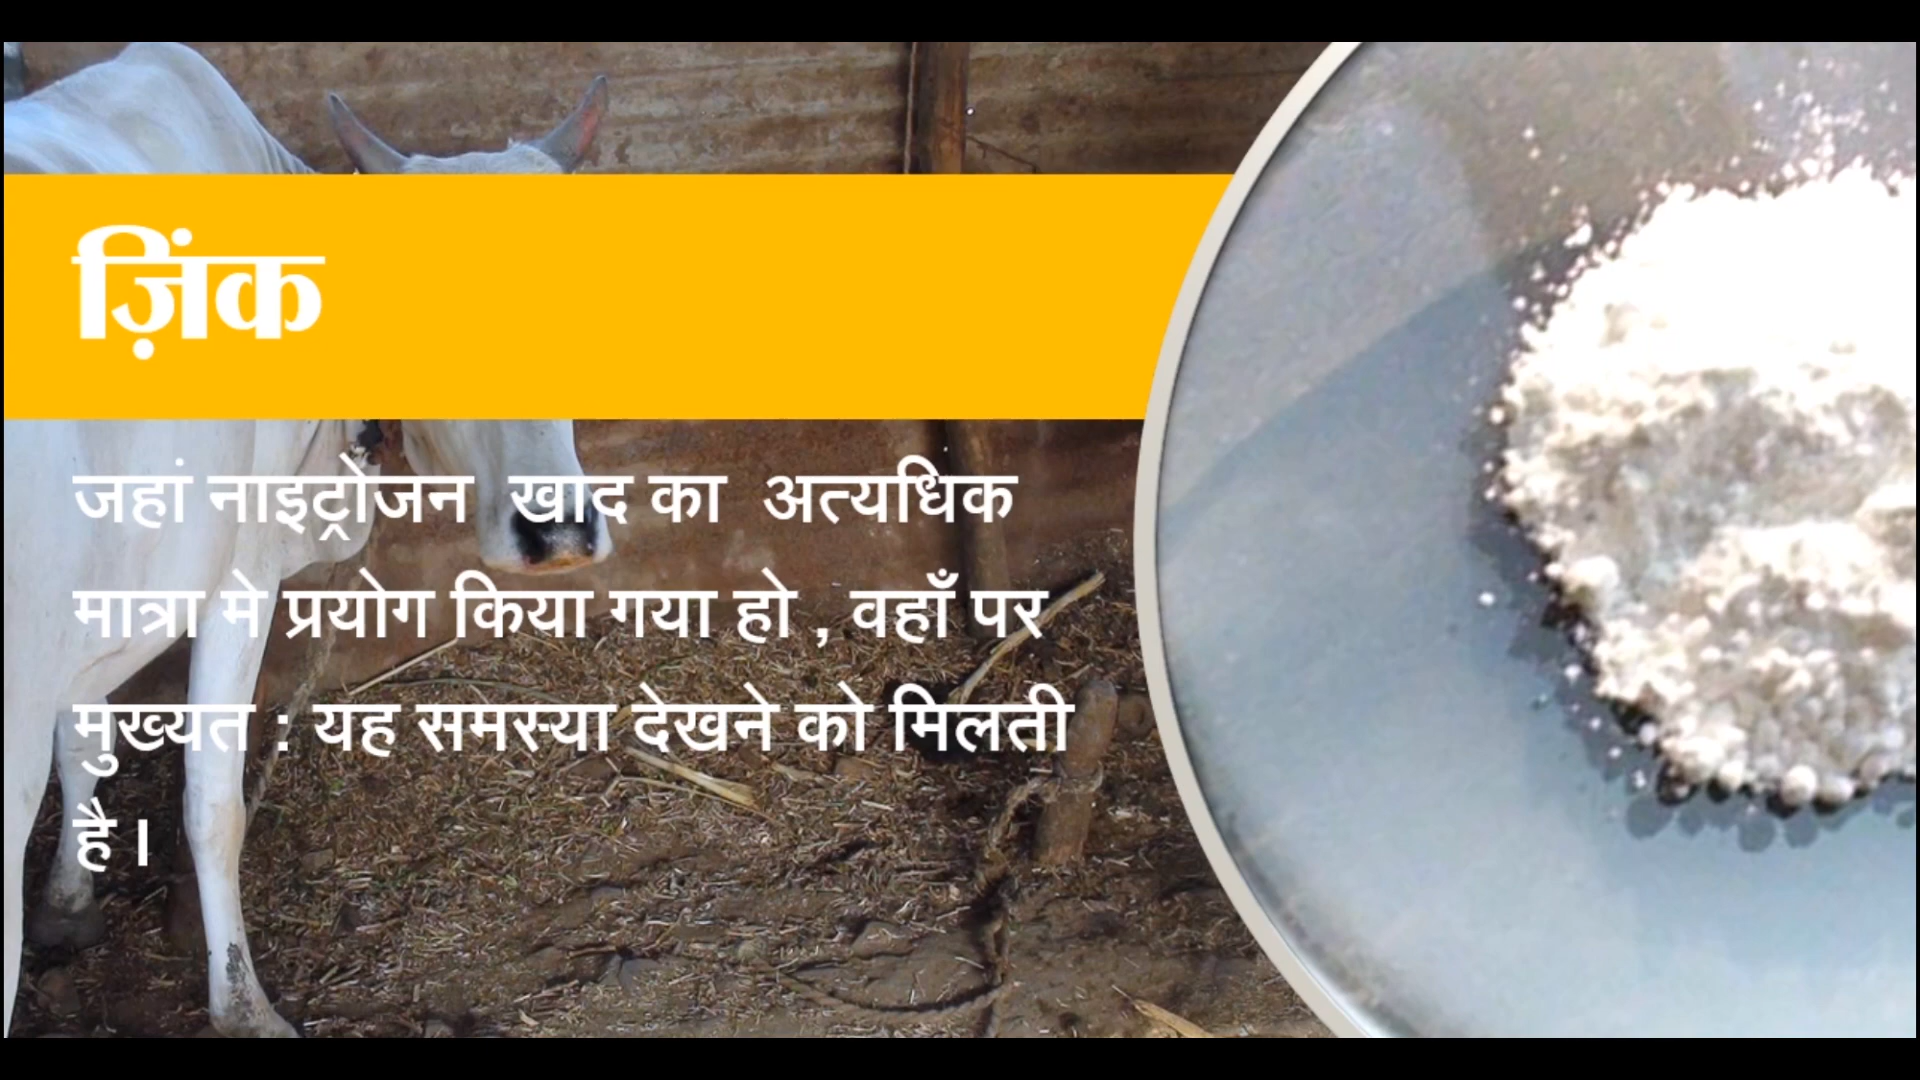 ज़िंक
जहां नाइट्रोजन खाद का अत्यधिक
मात्रा मे प्रयोग किया गया हो , वहाँ पर
मुख्यत : यह समस्या देखने को मिलती
है ।